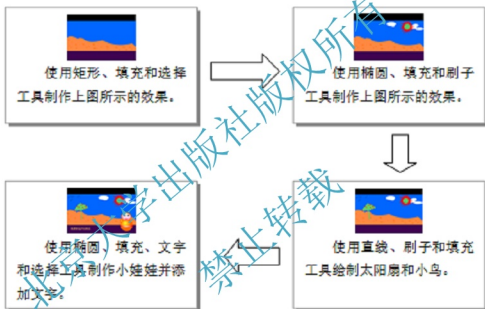 使用矩形、填充和选择
工具制作上图所示的效果。
使用椭圆、填充和刷子
工具制作上图所示的效果。
使用直线、刷子和填充
工具绘制太阳扇和小鸟。
使用椭圆、填充、文字
和选择工具制作小娃娃并添
加文字。
北京大学出版社版权所有
禁止转载